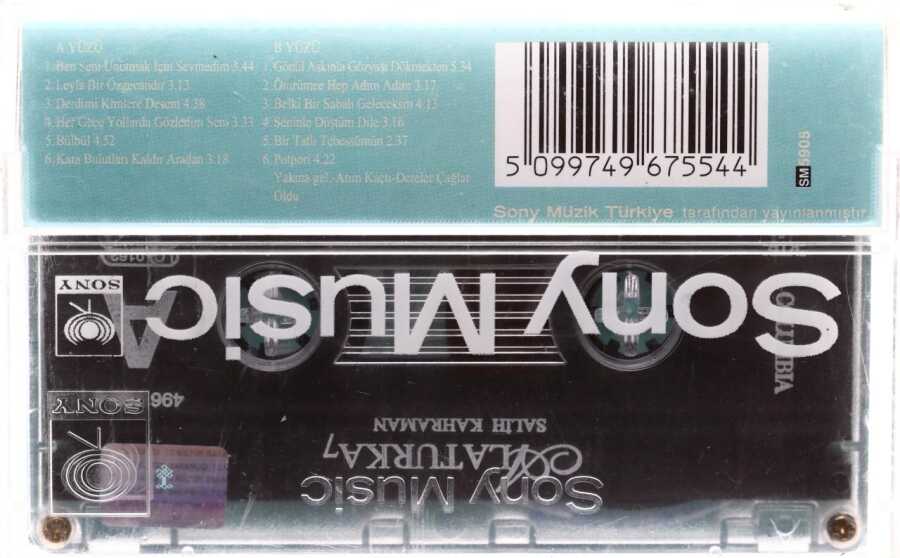 A YÜZÜ
1. Ben Seni Unutmak İçin Sevmedim 5.44
2. Leyla Bir Özgecandır 3.13
3. Derdimi Kimlere Desem 4.38
4. Her Gece Yollarda Gözledim Seni 3.33
5. Bülbül 4.52
6. Kara Bulutları Kaldır Aradan 3.18
B YÜZÜ
1. Gönül Aşkınla Gözyaşı Dökmekten 5.34
2. Ömrümce Hep Adım Adım 3.17
3. Belki Bir Sabah Geleceksin 4.13
4. Seninle Düştüm Dile 3.16
5. Bir Tatlı Tebessümün 2.37
6. Potpori 4.22
Yakma gel.-Atım Kaçtı-Dereler Çağlar
Oldu
5 099749 675544
SM 5905
Sony Müzik Türkiye tarafından yayınlanmıştır
LC 0162
SONY
A
Sony Music
COLUMBIA
SONY
496
SALİH KAHRAMAN
ALATURKA 7
Sony Music